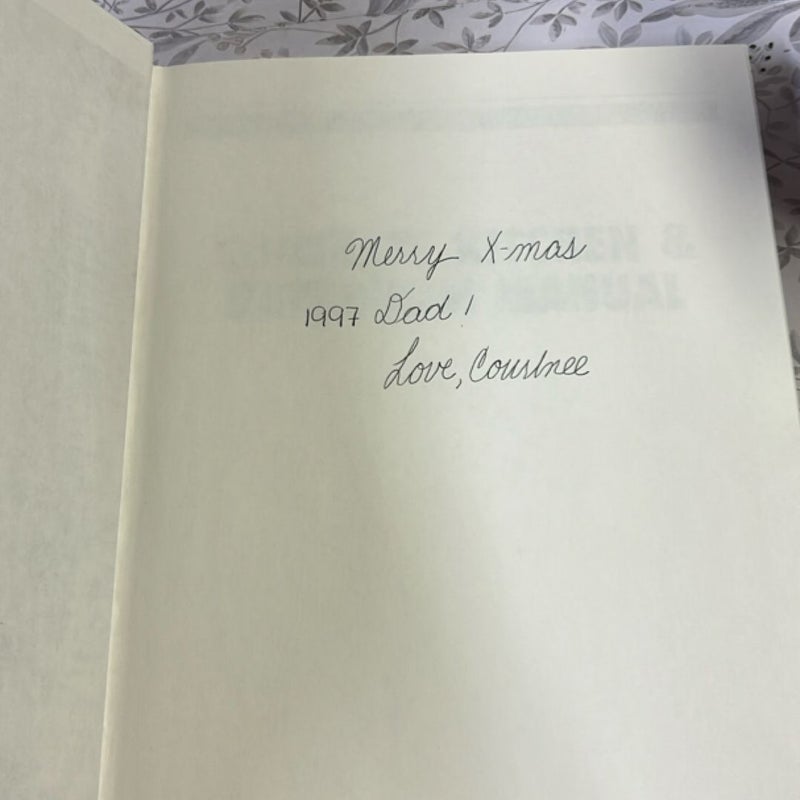 Merry X-mas
1997 Dad!
Love, Courtnee